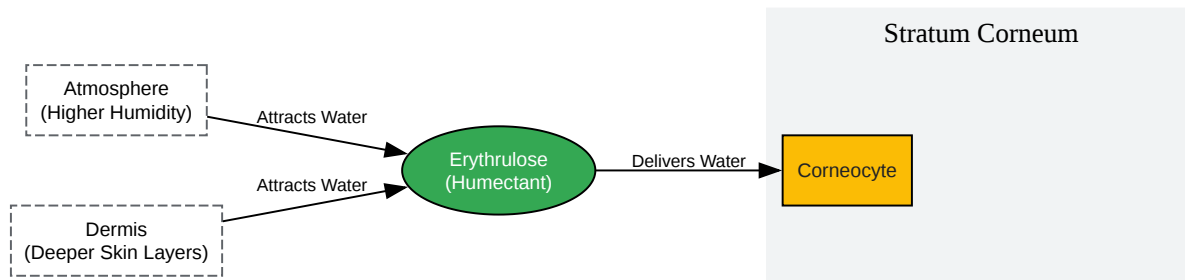 Stratum Corneum
Atmosphere
(Higher Humidity)
Attracts Water
Erythrulose
(Humectant)
Delivers Water
Corneocyte
Attracts Water
Dermis
(Deeper Skin Layers)